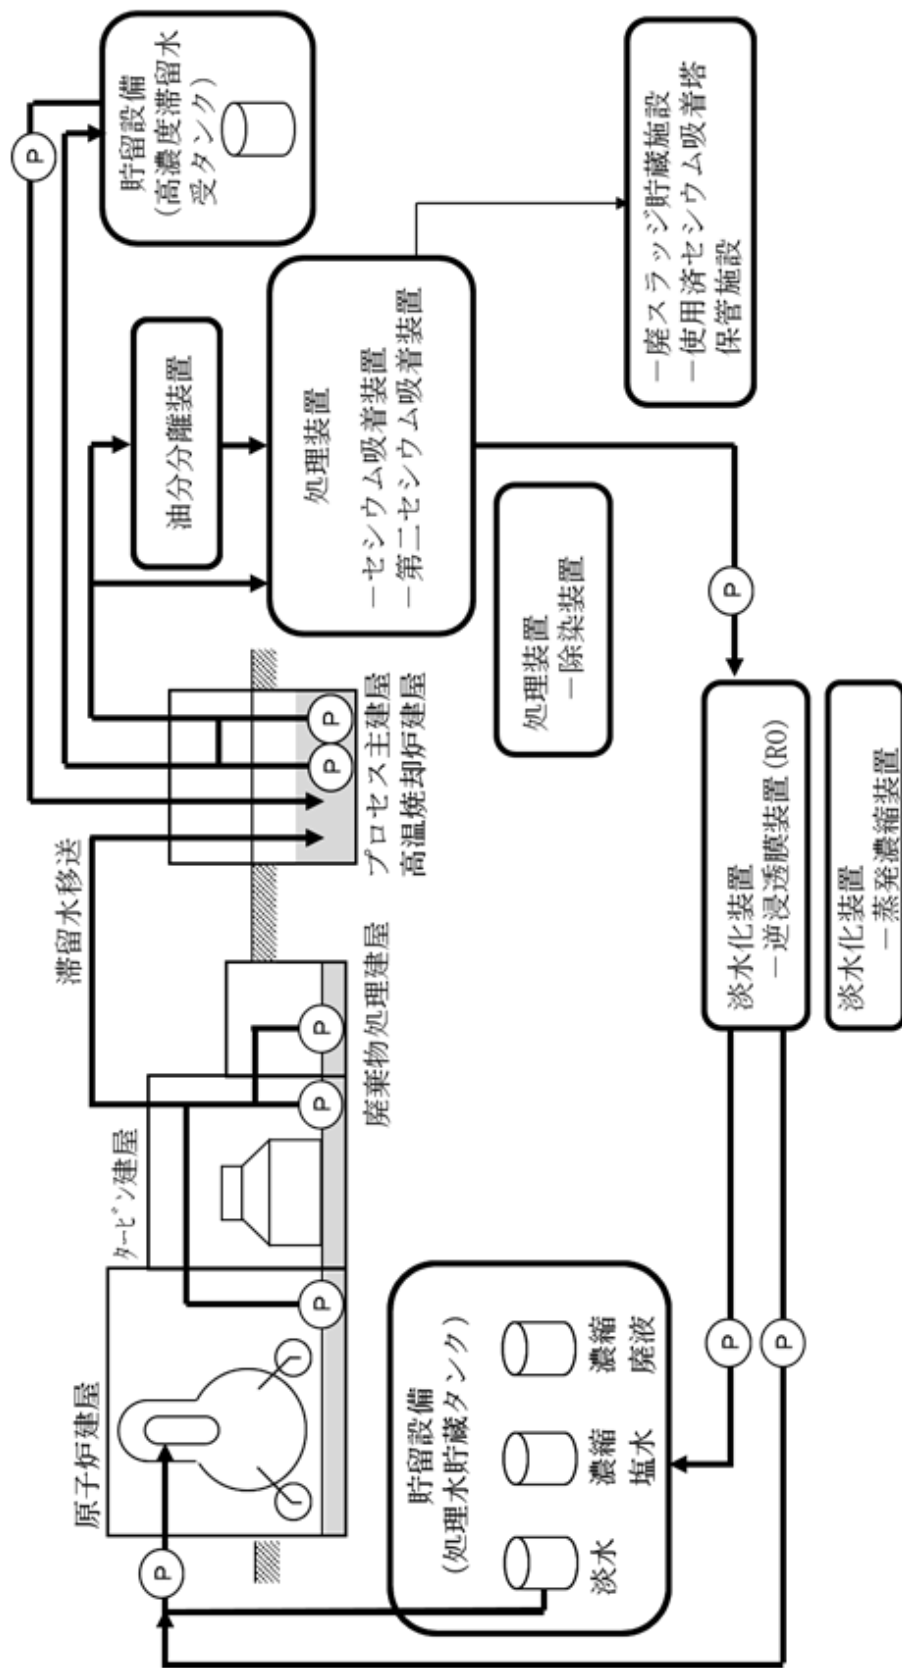 原子炉建屋
タービン建屋
廃棄物処理建屋
滞留水移送
プロセス主建屋
高温焼却炉建屋
貯留設備
(高濃度滞留水
受タンク)
油分分離装置
処理装置
－セシウム吸着装置
－第二セシウム吸着装置
処理装置
－除染装置
－廃スラッジ貯蔵施設
－使用済セシウム吸着塔
保管施設
淡水化装置
－逆浸透膜装置(RO)
淡水化装置
－蒸発濃縮装置
貯留設備
(処理水貯蔵タンク)
淡水
濃縮
塩水
濃縮
廃液
P
P
P
P
P
P
P
P
P
P